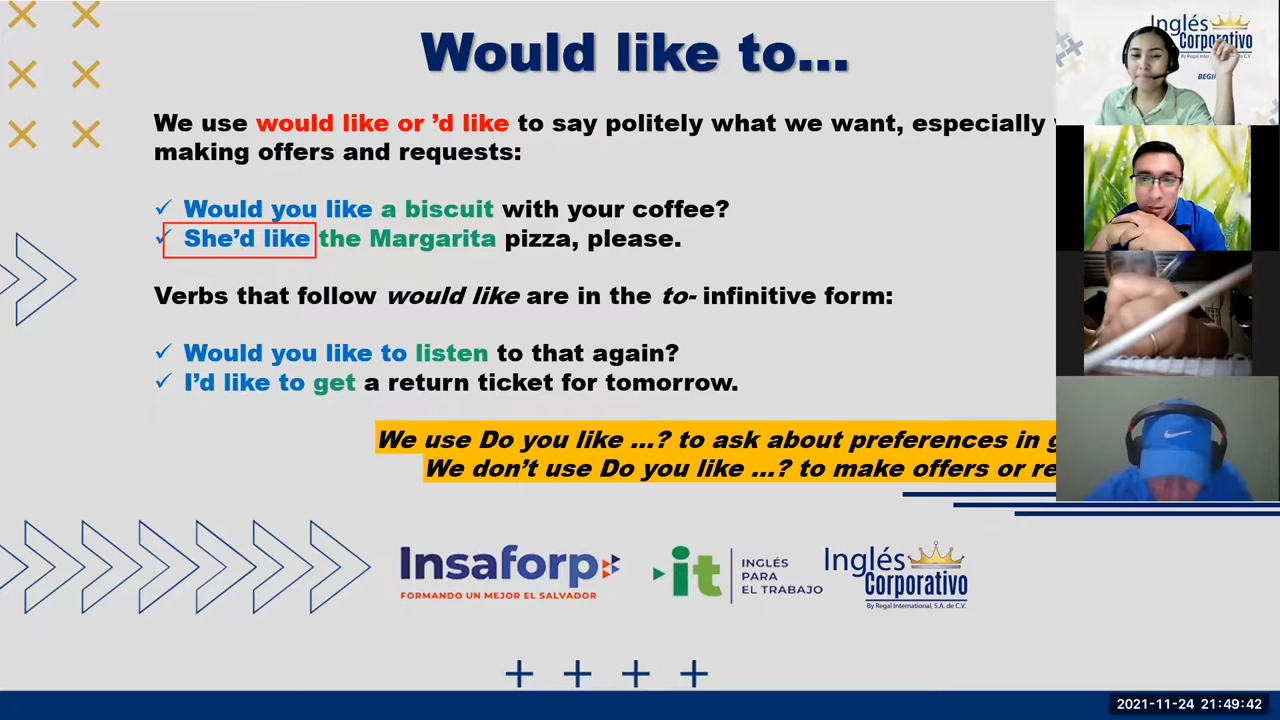 Would like to...
We use would like or ’d like to say politely what we want, especially
making offers and requests:
✓ Would you like a biscuit with your coffee?
✓ She’d like the Margarita pizza, please.
Verbs that follow would like are in the to- infinitive form:
✓ Would you like to listen to that again?
✓ I’d like to get a return ticket for tomorrow.
We use Do you like ...? to ask about preferences in
We don’t use Do you like ...? to make offers or
Insaforp
FORMANDO UN MEJOR EL SALVADOR
it
INGLÉS
PARA
EL TRABAJO
Inglés
Corporativo
By Regal International, S.A. de C.V.
Inglés
Corporativo
2021-11-24 21:49:42